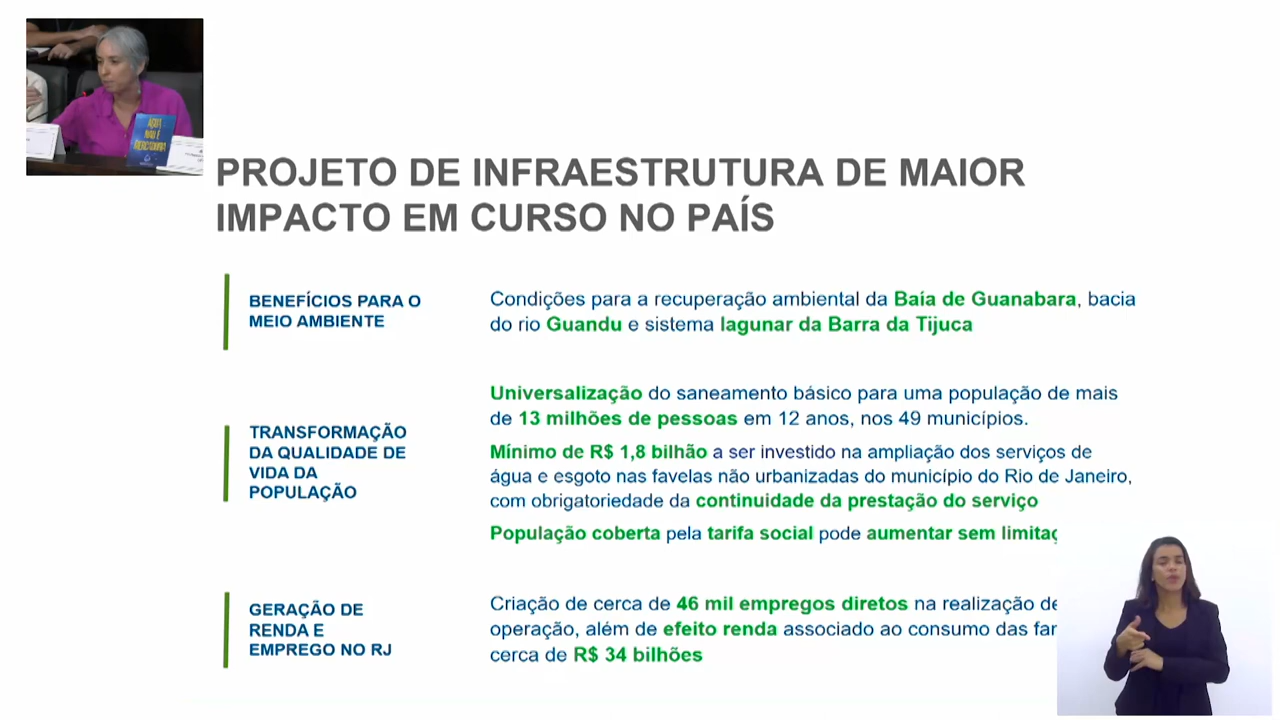 ÁGUA
NÃO É
MERCADORIA
PROJETO DE INFRAESTRUTURA DE MAIOR
IMPACTO EM CURSO NO PAÍS
BENEFÍCIOS PARA O
MEIO AMBIENTE
Condições para a recuperação ambiental da Baía de Guanabara, bacia
do rio Guandu e sistema lagunar da Barra da Tijuca
TRANSFORMAÇÃO
DA QUALIDADE DE
VIDA DA
POPULAÇÃO
Universalização do saneamento básico para uma população de mais
de 13 milhões de pessoas em 12 anos, nos 49 municípios.
Mínimo de R$ 1,8 bilhão a ser investido na ampliação dos serviços de
água e esgoto nas favelas não urbanizadas do município do Rio de Janeiro,
com obrigatoriedade da continuidade da prestação do serviço
População coberta pela tarifa social pode aumentar sem
GERAÇÃO DE
RENDA E
EMPREGO NO RJ
Criação de cerca de 46 mil empregos diretos na realização de
operação, além de efeito renda associado ao consumo das
cerca de R$ 34 bilhões